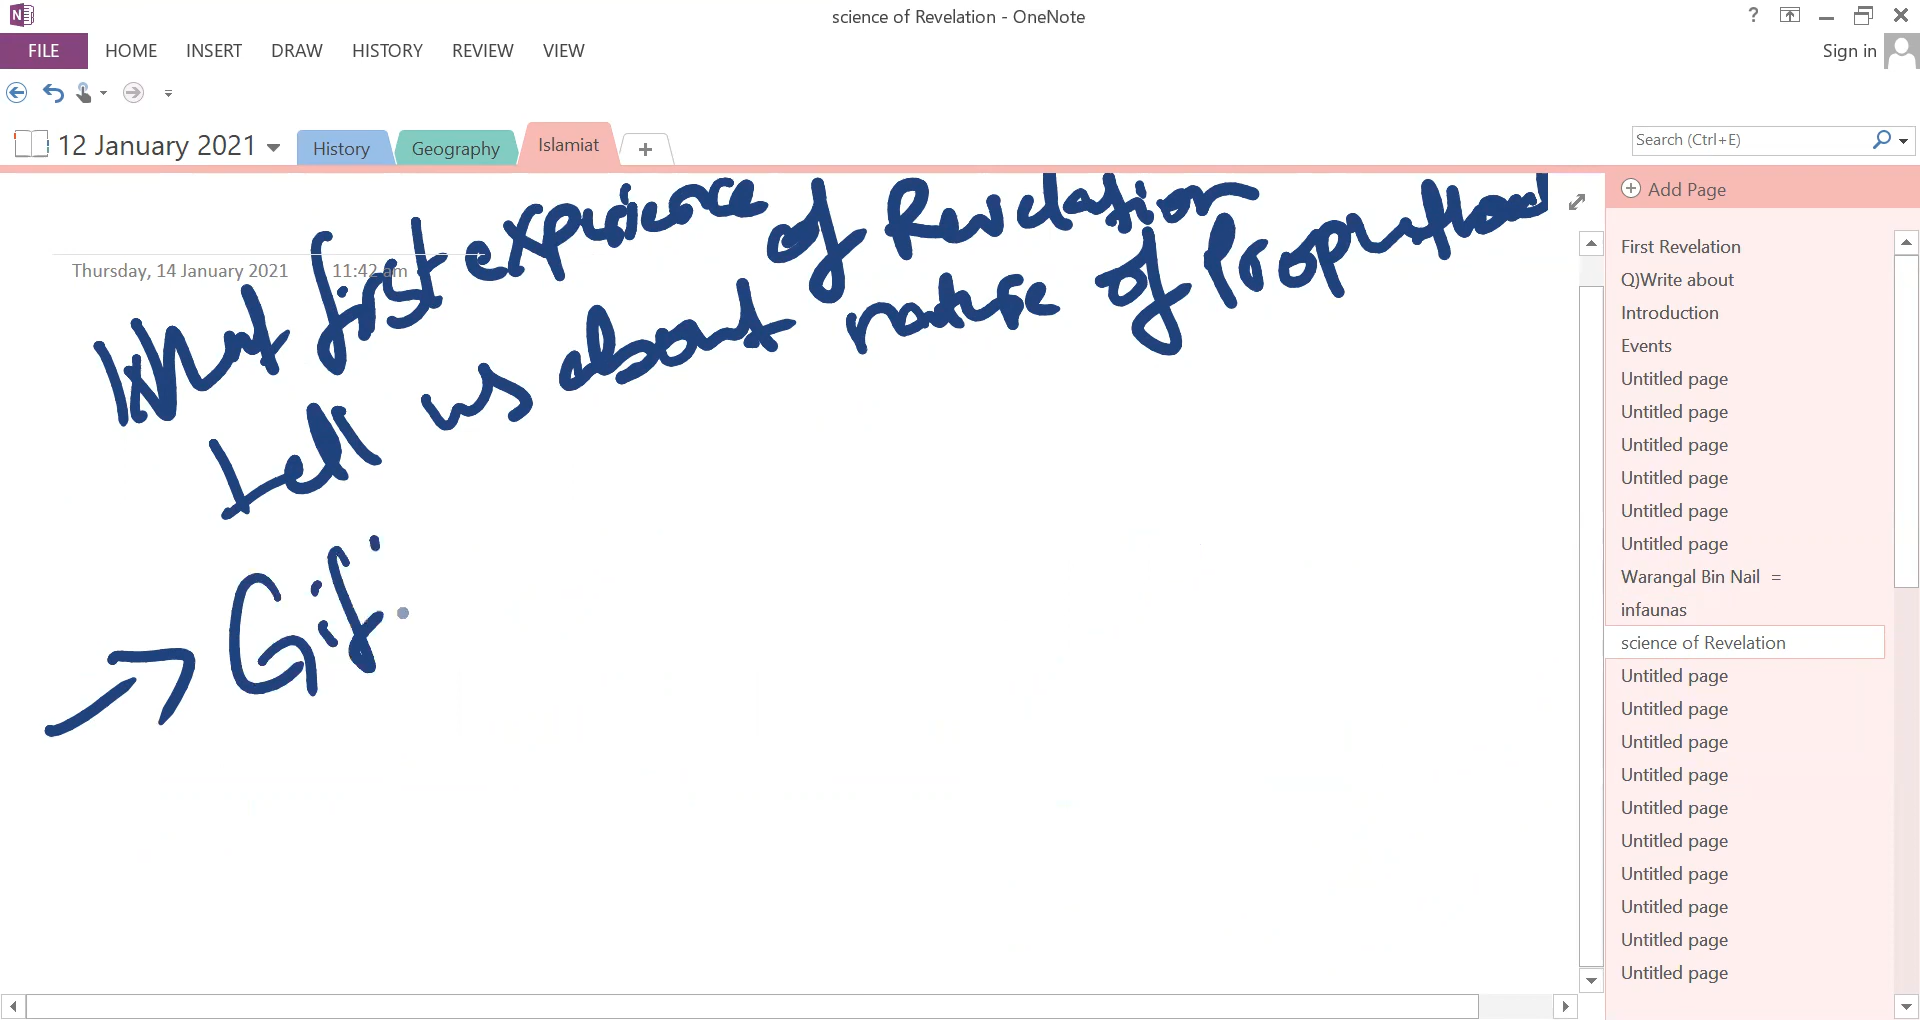 science of Revelation - OneNote
FILE HOME INSERT DRAW HISTORY REVIEW VIEW
Sign in
12 January 2021
History
Geography
Islamiat
Search (Ctrl+E)
What first experience of Revelation
tell us about nature of
Thursday, 14 January 2021 11:42 am
→ Gif
Add Page
First Revelation
Q)Write about
Introduction
Events
Untitled page
Untitled page
Untitled page
Untitled page
Untitled page
Untitled page
Warangal Bin Nail =
infaunas
science of Revelation
Untitled page
Untitled page
Untitled page
Untitled page
Untitled page
Untitled page
Untitled page
Untitled page
Untitled page
Untitled page